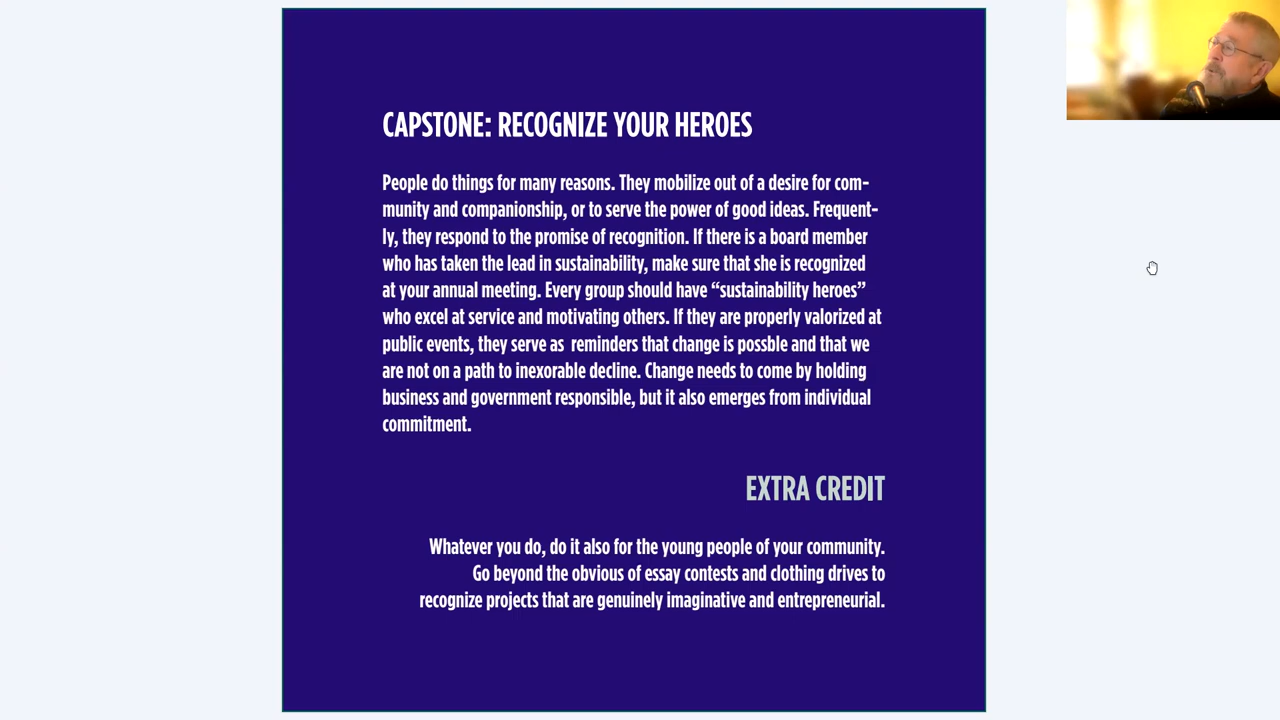 CAPSTONE: RECOGNIZE YOUR HEROES
People do things for many reasons. They mobilize out of a desire for com-
munity and companionship, or to serve the power of good ideas. Frequent-
ly, they respond to the promise of recognition. If there is a board member
who has taken the lead in sustainability, make sure that she is recognized
at your annual meeting. Every group should have “sustainability heroes”
who excel at service and motivating others. If they are properly valorized at
public events, they serve as  reminders that change is possble and that we
are not on a path to inexorable decline. Change needs to come by holding
business and government responsible, but it also emerges from individual
commitment.
EXTRA CREDIT
Whatever you do, do it also for the young people of your community.
Go beyond the obvious of essay contests and clothing drives to
recognize projects that are genuinely imaginative and entrepreneurial.